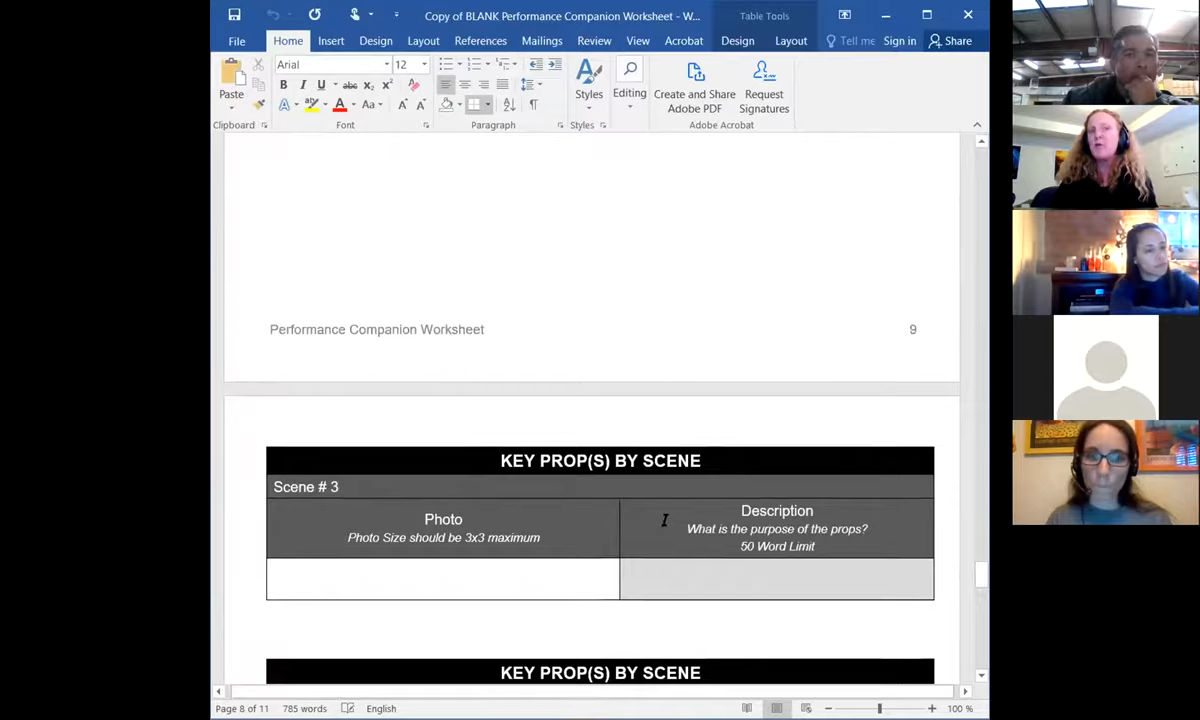 Copy of BLANK Performance Companion Worksheet - W...
Table Tools
File
Home
Insert
Design
Layout
References
Mailings
Review
View
Acrobat
Design
Layout
Tell me
Sign in
Share
Paste
Arial
12
B I U abc x₂ x²
A A Aa A A
Styles
Editing
Create and Share
Adobe PDF
Request
Signatures
Clipboard
Font
Paragraph
Styles
Adobe Acrobat
Performance Companion Worksheet
9
KEY PROP(S) BY SCENE
Scene # 3
Photo
Photo Size should be 3x3 maximum
Description
What is the purpose of the props?
50 Word Limit
KEY PROP(S) BY SCENE
Page 8 of 11
785 words
English
100 %